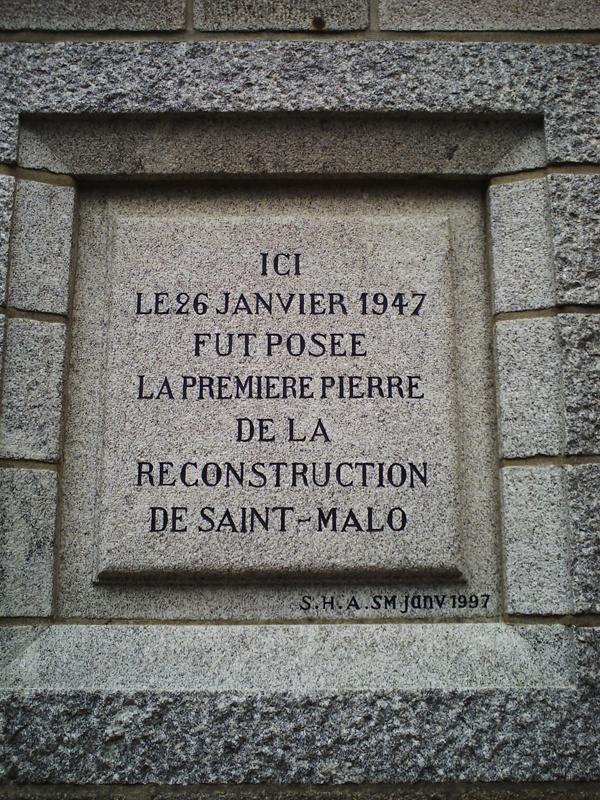 ICI
LE 26 JANVIER 1947
FUT POSEE
LA PREMIERE PIERRE
DE LA
RECONSTRUCTION
DE SAINT-MALO
S.H.A.SM janv 1997